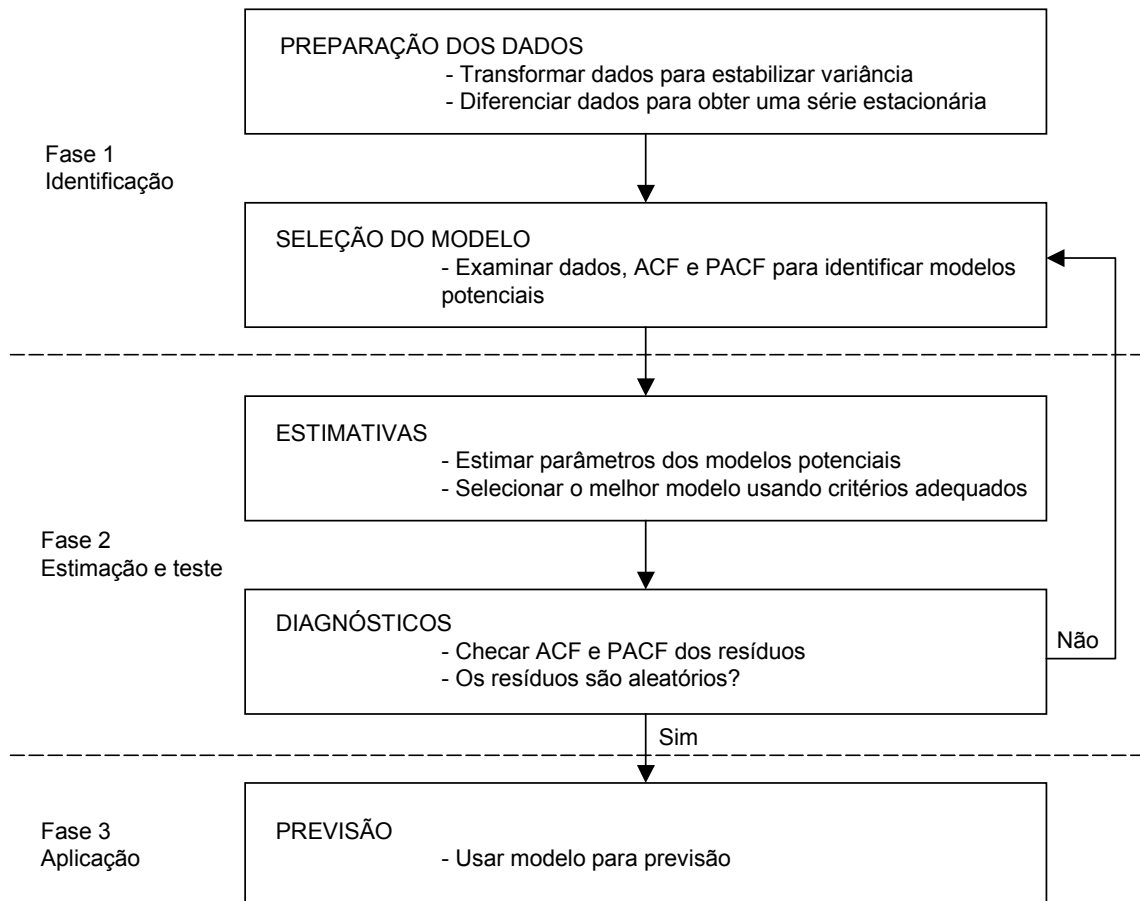 PREPARAÇÃO DOS DADOS
- Transformar dados para estabilizar variância
- Diferenciar dados para obter uma série estacionária
Fase 1
Identificação
SELEÇÃO DO MODELO
- Examinar dados, ACF e PACF para identificar modelos
potenciais
ESTIMATIVAS
- Estimar parâmetros dos modelos potenciais
- Selecionar o melhor modelo usando critérios adequados
Fase 2
Estimação e teste
DIAGNÓSTICOS
- Checar ACF e PACF dos resíduos
- Os resíduos são aleatórios?
Não
Sim
Fase 3
Aplicação
PREVISÃO
- Usar modelo para previsão